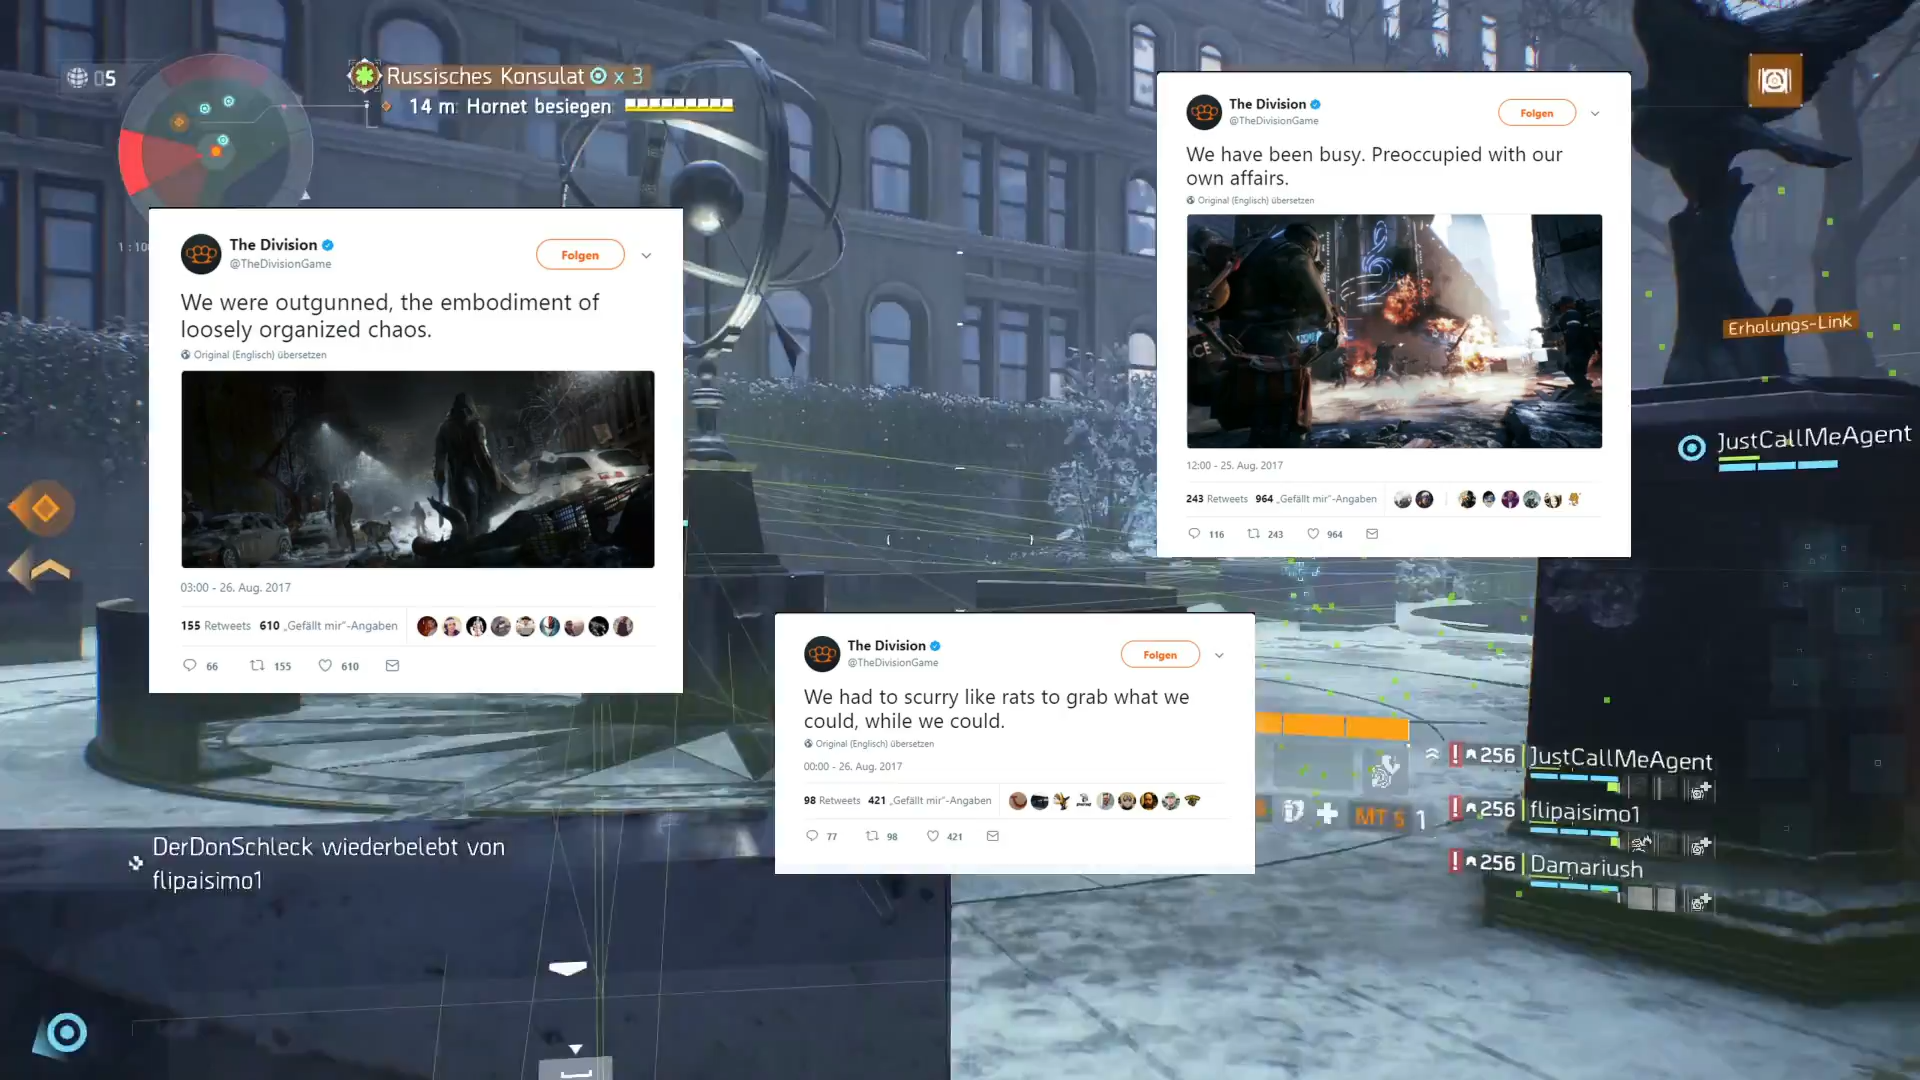 05
Russisches Konsulat x 3
14 m: Hornet besiegen
The Division
@TheDivisionGame
Folgen
We were outgunned, the embodiment of
loosely organized chaos.
Original (Englisch) übersetzen
03:00 - 26. Aug. 2017
155 Retweets 610 „Gefällt mir“-Angaben
66 155 610
The Division
@TheDivisionGame
Folgen
We have been busy. Preoccupied with our
own affairs.
Original (Englisch) übersetzen
12:00 - 25. Aug. 2017
243 Retweets 964 „Gefällt mir“-Angaben
116 243 964
The Division
@TheDivisionGame
Folgen
We had to scurry like rats to grab what we
could, while we could.
Original (Englisch) übersetzen
00:00 - 26. Aug. 2017
98 Retweets 421 „Gefällt mir“-Angaben
77 98 421
Erholungs-Link
JustCallMeAgent
256 JustCallMeAgent
256 flipaisimo1
256 Damariush
MT 5 1
DerDonSchleck wiederbelebt von
flipaisimo1